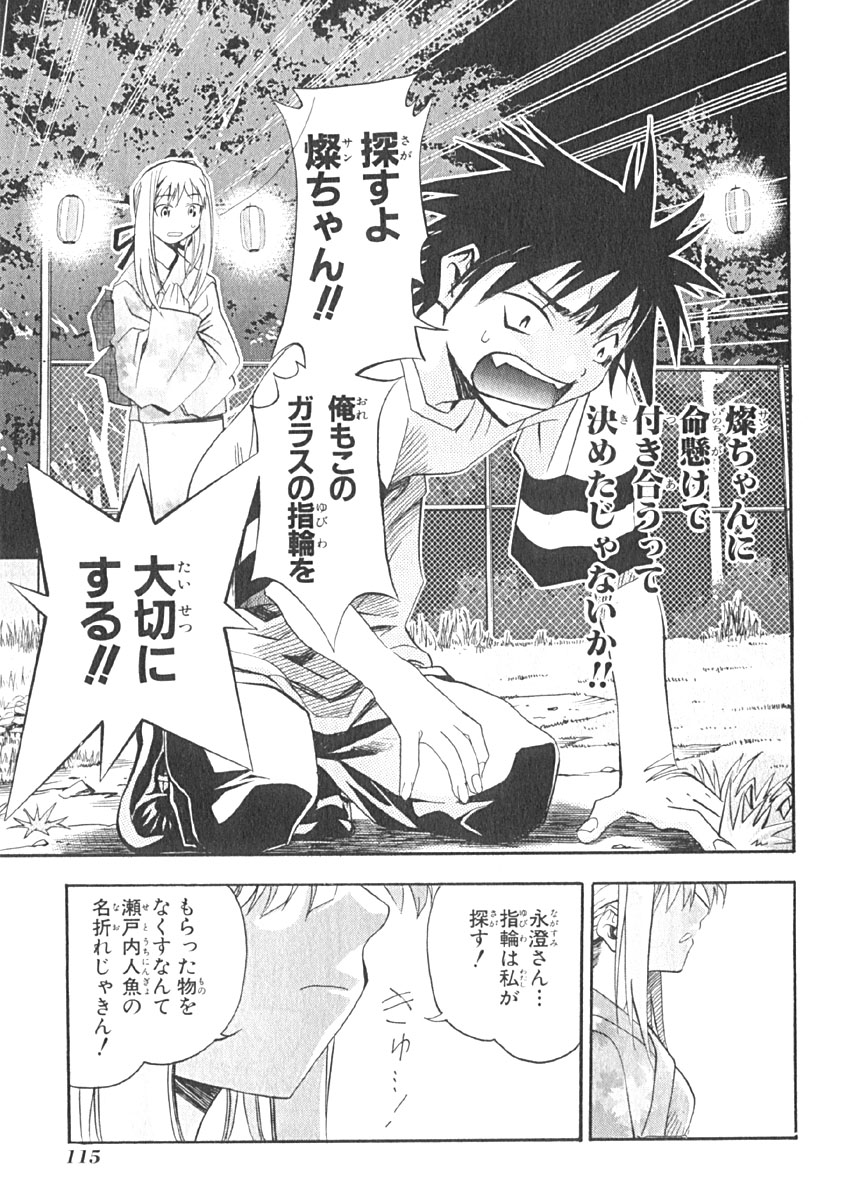 燦ちゃんに
命懸けで
付き合うって
決めたじゃないか!!
探すよ
燦ちゃん!!
俺もこの
ガラスの指輪を
大切に
する!!
永澄さん…
指輪は私が
探す!
きゅ…!
もらった物を
なくすなんて
瀬戸内人魚の
名折れじゃきん!
115